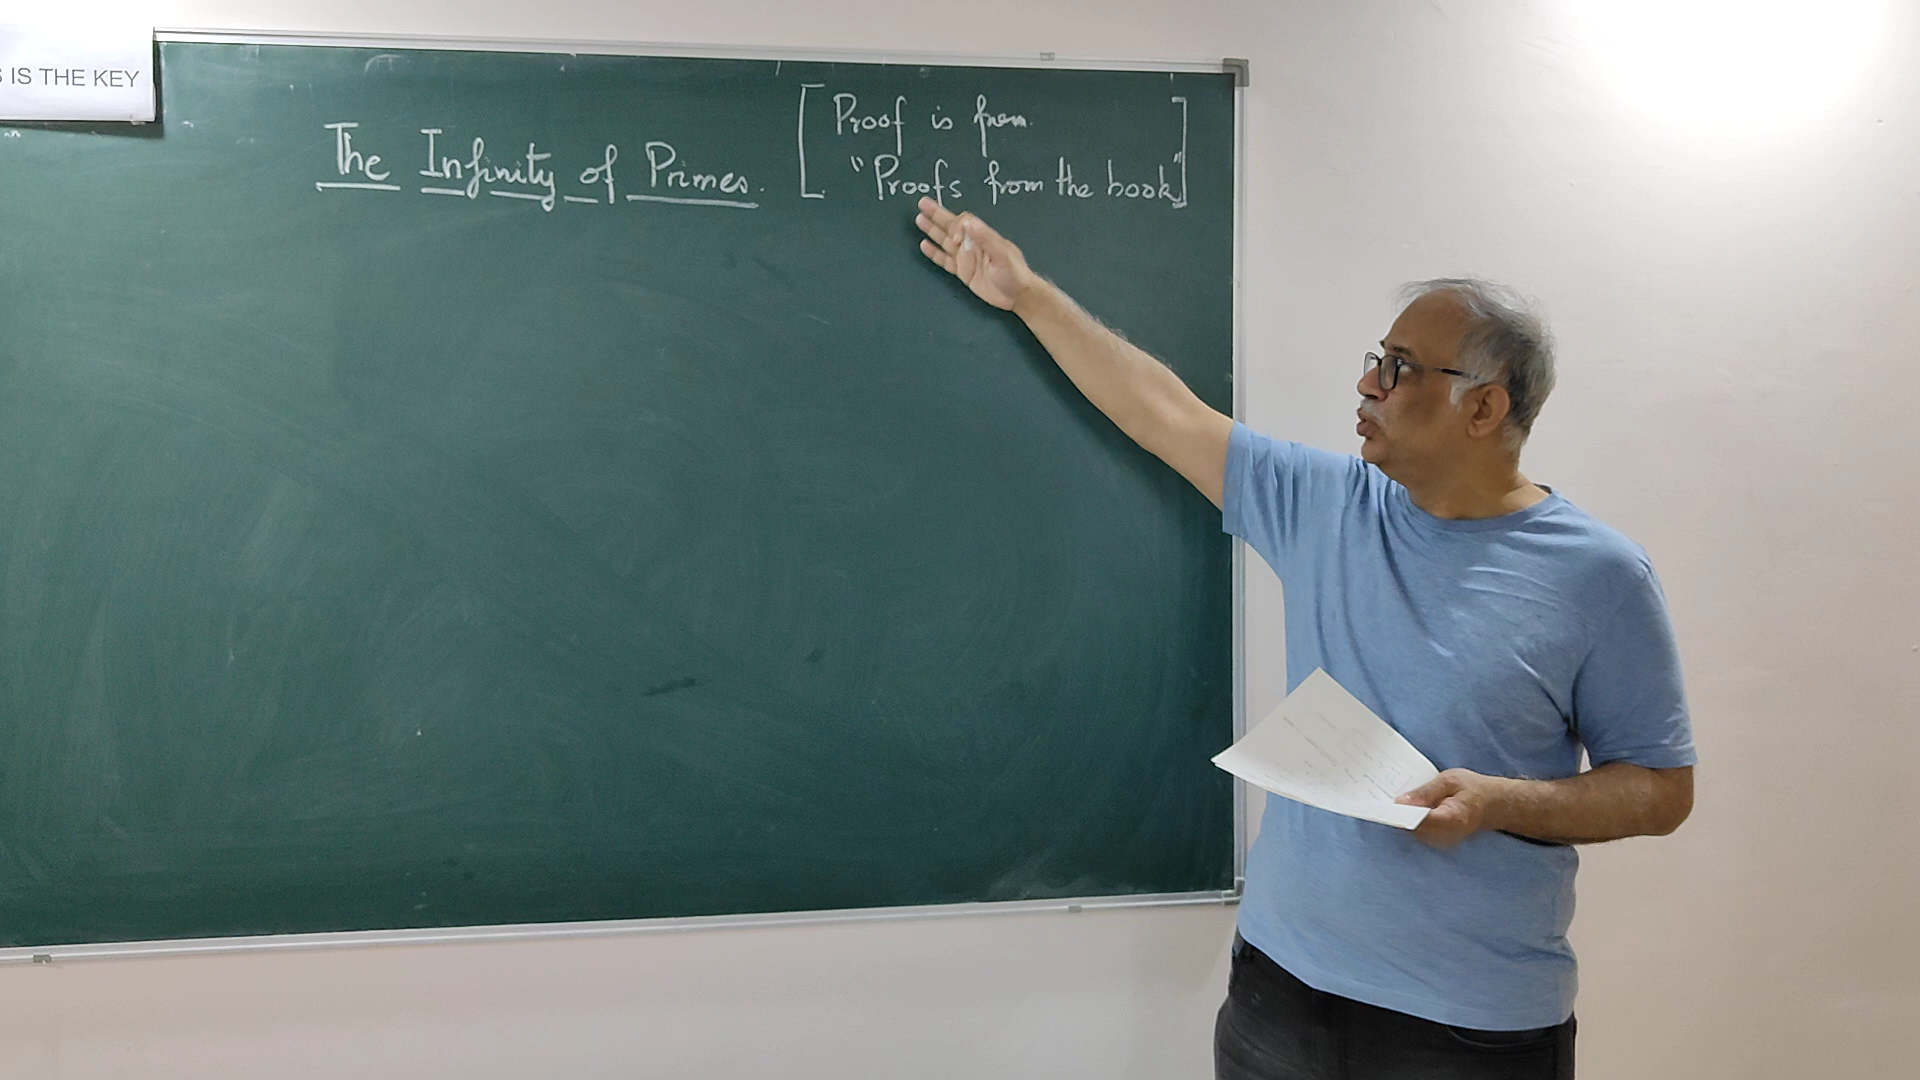 IS THE KEY
The Infinity of Primes.
[ Proof is from
"Proofs from the book" ]